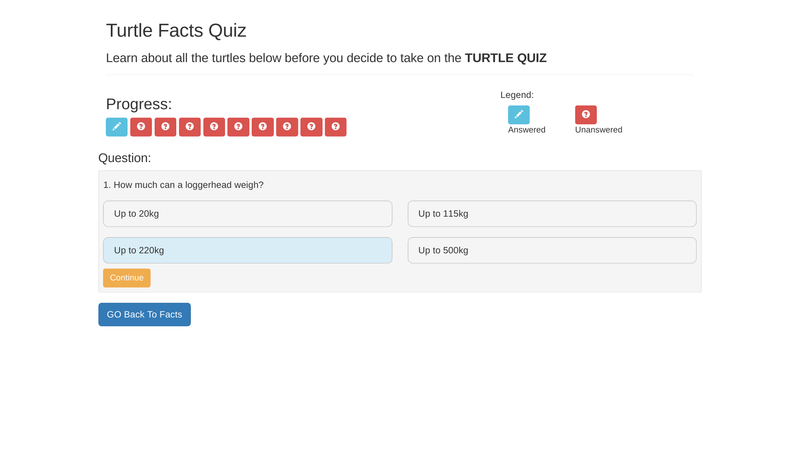 Turtle Facts Quiz
Learn about all the turtles below before you decide to take on the TURTLE QUIZ
Progress:
Legend:
Answered
Unanswered
Question:
1. How much can a loggerhead weigh?
Up to 20kg
Up to 115kg
Up to 220kg
Up to 500kg
Continue
GO Back To Facts